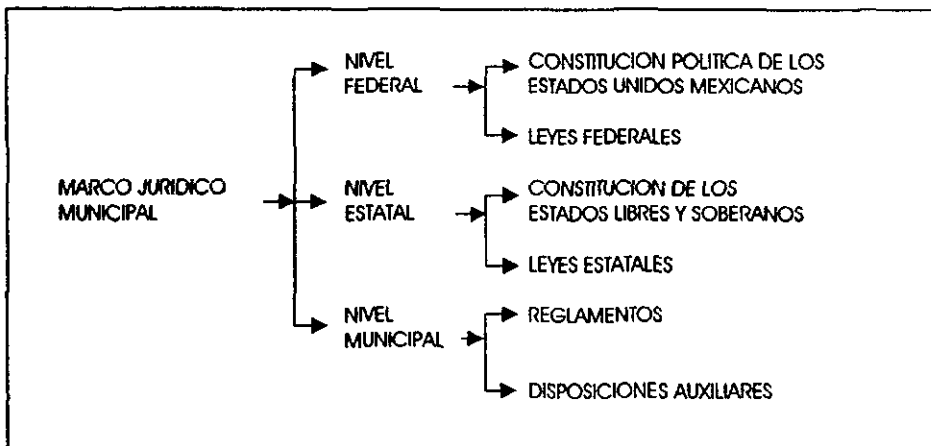 MARCO JURIDICO
MUNICIPAL
NIVEL
FEDERAL
CONSTITUCION POLITICA DE LOS
ESTADOS UNIDOS MEXICANOS
LEYES FEDERALES
NIVEL
ESTATAL
CONSTITUCION DE LOS
ESTADOS LIBRES Y SOBERANOS
LEYES ESTATALES
NIVEL
MUNICIPAL
REGLAMENTOS
DISPOSICIONES AUXILIARES